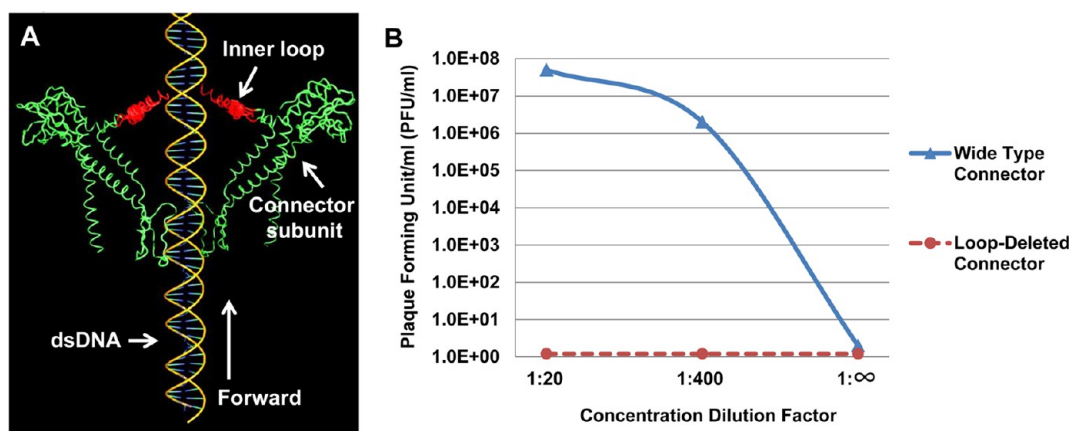 A
Inner loop
Connector
subunit
dsDNA
Forward
B
Plaque Forming Unit/ml (PFU/ml)
1.0E+08
1.0E+07
1.0E+06
1.0E+05
1.0E+04
1.0E+03
1.0E+02
1.0E+01
1.0E+00
1:20
1:400
1:∞
Concentration Dilution Factor
Wide Type
Connector
Loop-Deleted
Connector